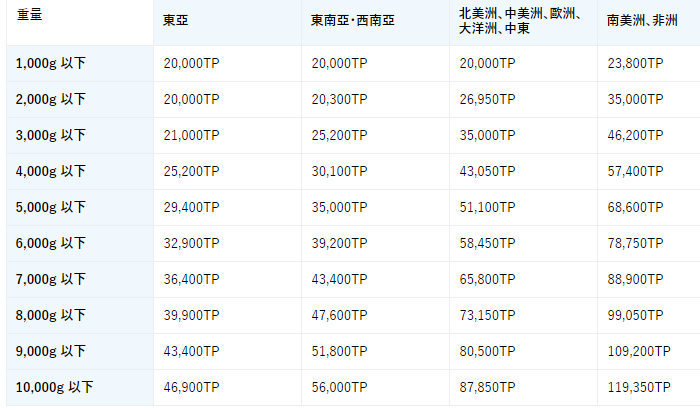 重量 東亞 東南亞・西南亞 北美洲、中美洲、歐洲、 南美洲、非洲
大洋洲、中東
1,000g 以下 20,000TP 20,000TP 20,000TP 23,800TP
2,000g 以下 20,000TP 20,300TP 26,950TP 35,000TP
3,000g 以下 21,000TP 25,200TP 35,000TP 46,200TP
4,000g 以下 25,200TP 30,100TP 43,050TP 57,400TP
5,000g 以下 29,400TP 35,000TP 51,100TP 68,600TP
6,000g 以下 32,900TP 39,200TP 58,450TP 78,750TP
7,000g 以下 36,400TP 43,400TP 65,800TP 88,900TP
8,000g 以下 39,900TP 47,600TP 73,150TP 99,050TP
9,000g 以下 43,400TP 51,800TP 80,500TP 109,200TP
10,000g 以下 46,900TP 56,000TP 87,850TP 119,350TP